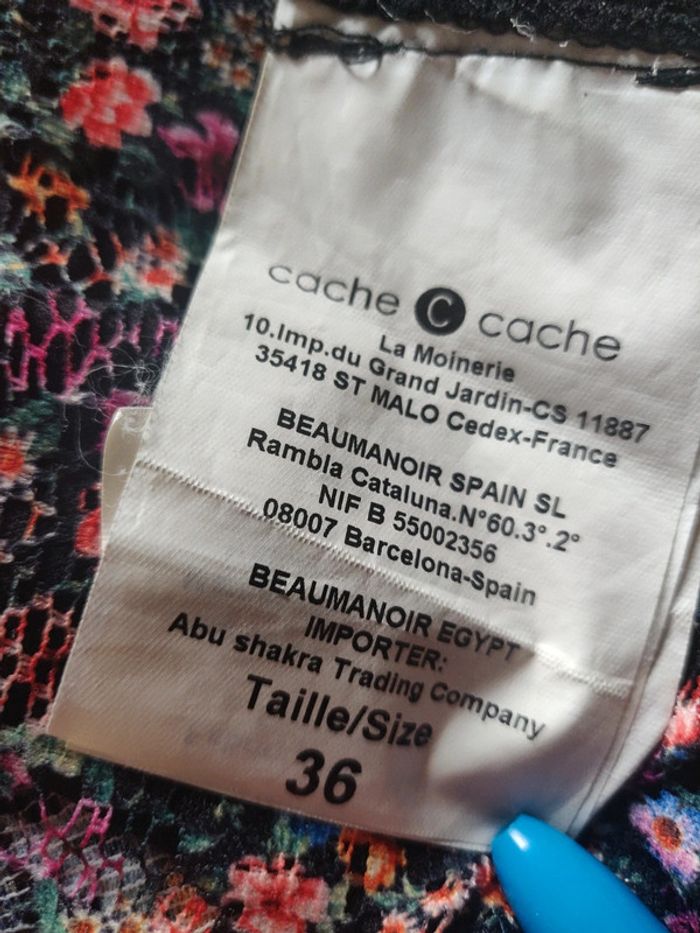 cache C cache
La Moinerie
10.Imp.du Grand Jardin-CS 11887
35418 ST MALO Cedex-France
BEAUMANOIR SPAIN SL
Rambla Cataluna.N°60.3°.2°
NIF B 55002356
08007 Barcelona-Spain
BEAUMANOIR EGYPT
IMPORTER:
Abu shakra Trading Company
Taille/Size
36